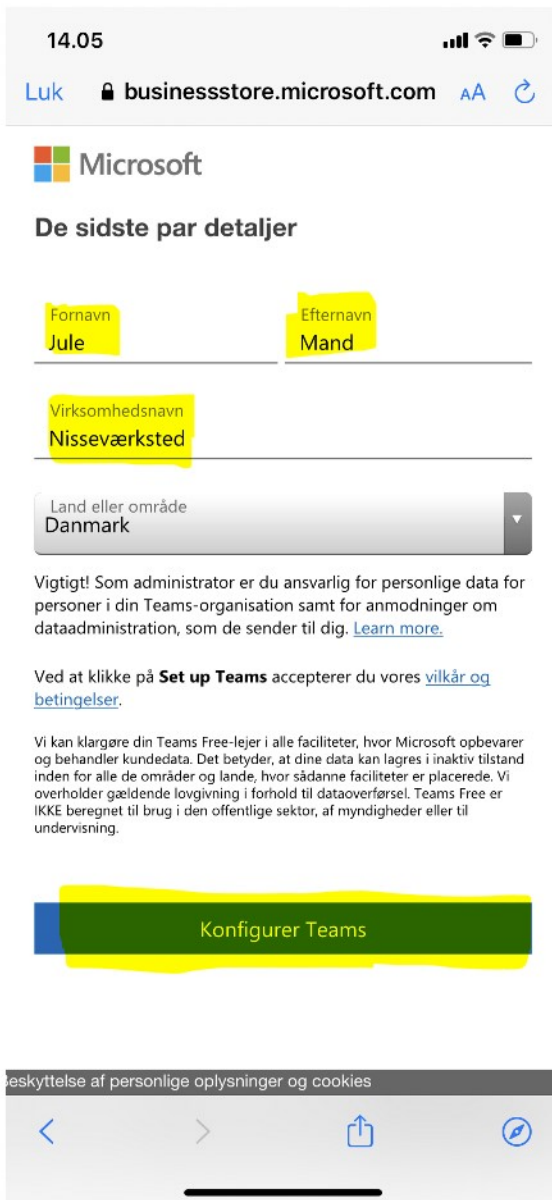 14.05
Luk businessstore.microsoft.com AA
Microsoft
De sidste par detaljer
Fornavn Efternavn
Jule Mand
Virksomhedsnavn
Nisseværksted
Land eller område
Danmark
Vigtigt! Som administrator er du ansvarlig for personlige data for
personer i din Teams-organisation samt for anmodninger om
dataadministration, som de sender til dig. Learn more.
Ved at klikke på Set up Teams accepterer du vores vilkår og
betingelser.
Vi kan klargøre din Teams Free-lejer i alle faciliteter, hvor Microsoft opbevarer
og behandler kundedata. Det betyder, at dine data kan lagres i inaktiv tilstand
inden for alle de områder og lande, hvor sådanne faciliteter er placerede. Vi
overholder gældende lovgivning i forhold til dataoverførsel. Teams Free er
IKKE beregnet til brug i den offentlige sektor, af myndigheder eller til
undervisning.
Konfigurer Teams
Beskyttelse af personlige oplysninger og cookies